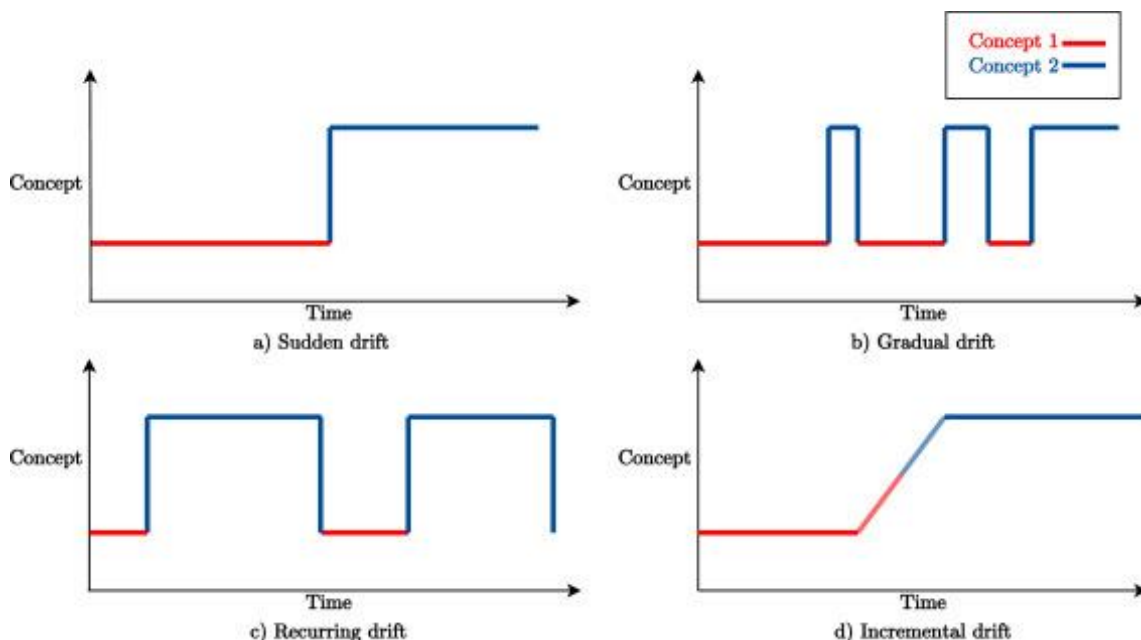 Concept 1
Concept 2
Concept
Time
a) Sudden drift
Concept
Time
b) Gradual drift
Concept
Time
c) Recurring drift
Concept
Time
d) Incremental drift